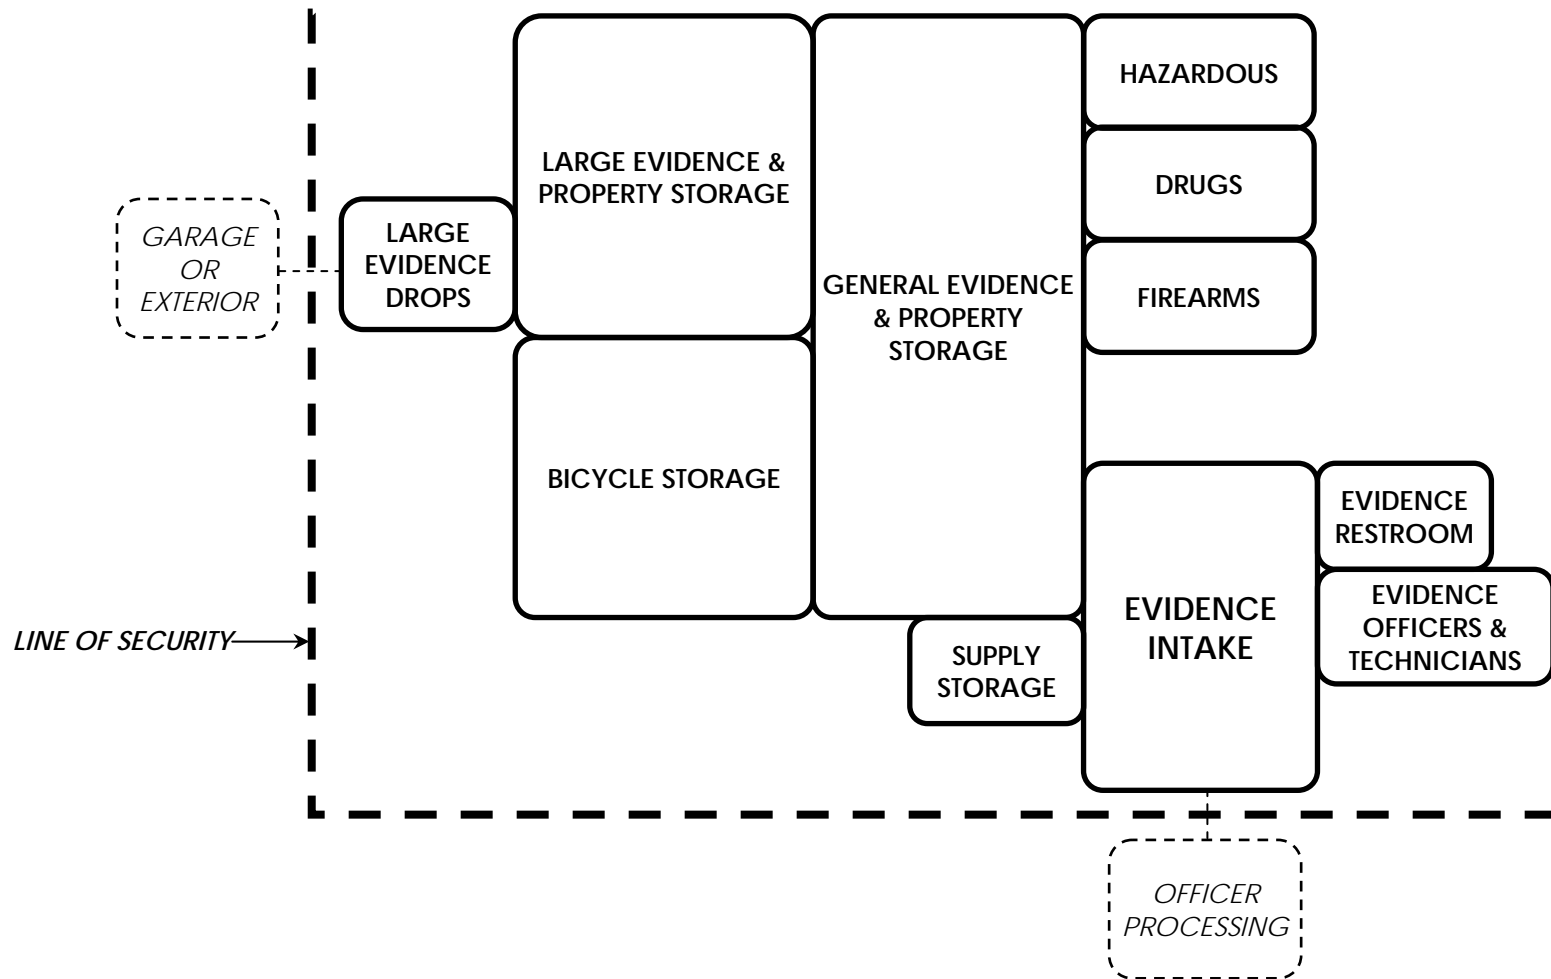 HAZARDOUS
LARGE EVIDENCE &
PROPERTY STORAGE
DRUGS
GARAGE
OR
EXTERIOR
LARGE
EVIDENCE
DROPS
GENERAL EVIDENCE
& PROPERTY
STORAGE
FIREARMS
BICYCLE STORAGE
EVIDENCE
RESTROOM
EVIDENCE
INTAKE
EVIDENCE
OFFICERS &
TECHNICIANS
LINE OF SECURITY
SUPPLY
STORAGE
OFFICER
PROCESSING